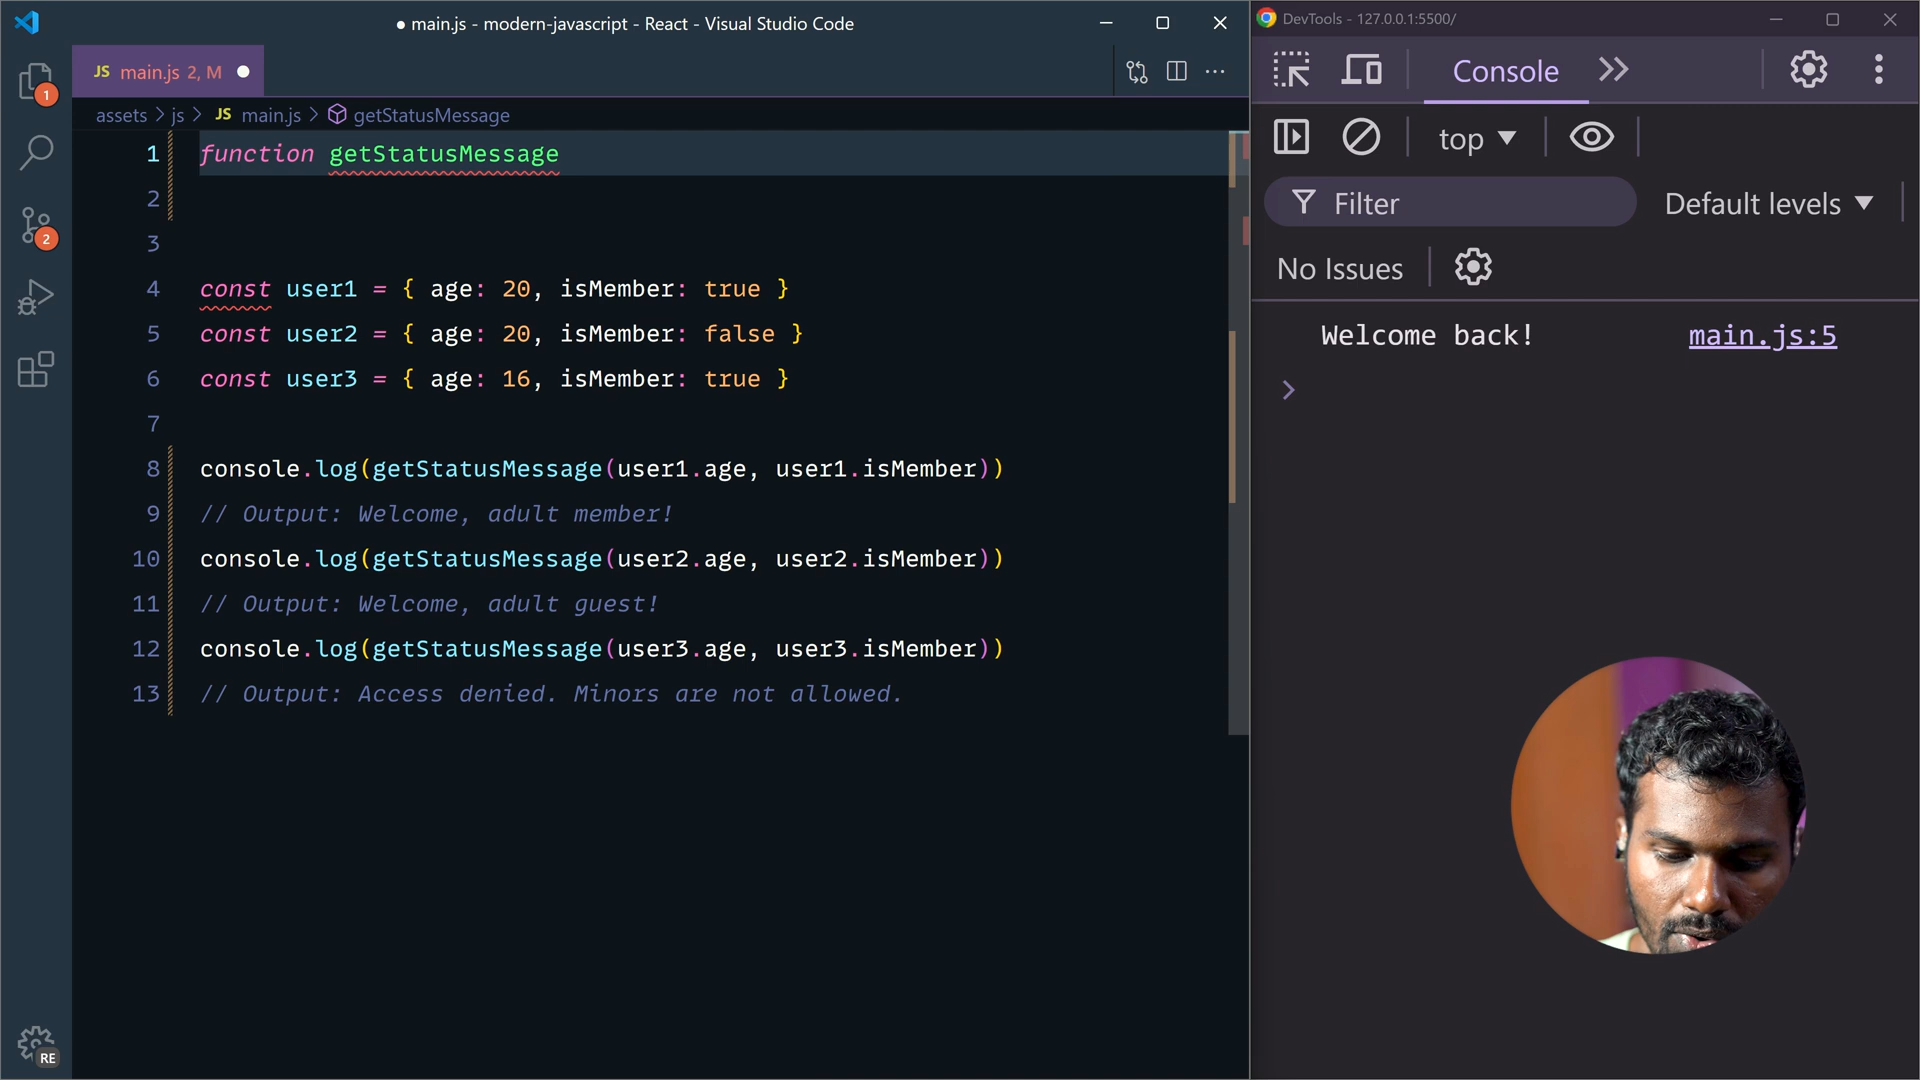 ● main.js - modern-javascript - React - Visual Studio Code
JS main.js 2, M ●
assets > js > JS main.js > getStatusMessage
1 function getStatusMessage
2
3
4 const user1 = { age: 20, isMember: true }
5 const user2 = { age: 20, isMember: false }
6 const user3 = { age: 16, isMember: true }
7
8 console.log(getStatusMessage(user1.age, user1.isMember))
9 // Output: Welcome, adult member!
10 console.log(getStatusMessage(user2.age, user2.isMember))
11 // Output: Welcome, adult guest!
12 console.log(getStatusMessage(user3.age, user3.isMember))
13 // Output: Access denied. Minors are not allowed.
1
2
RE
DevTools - 127.0.0.1:5500/
Console
top
Filter
Default levels
No Issues
Welcome back! main.js:5